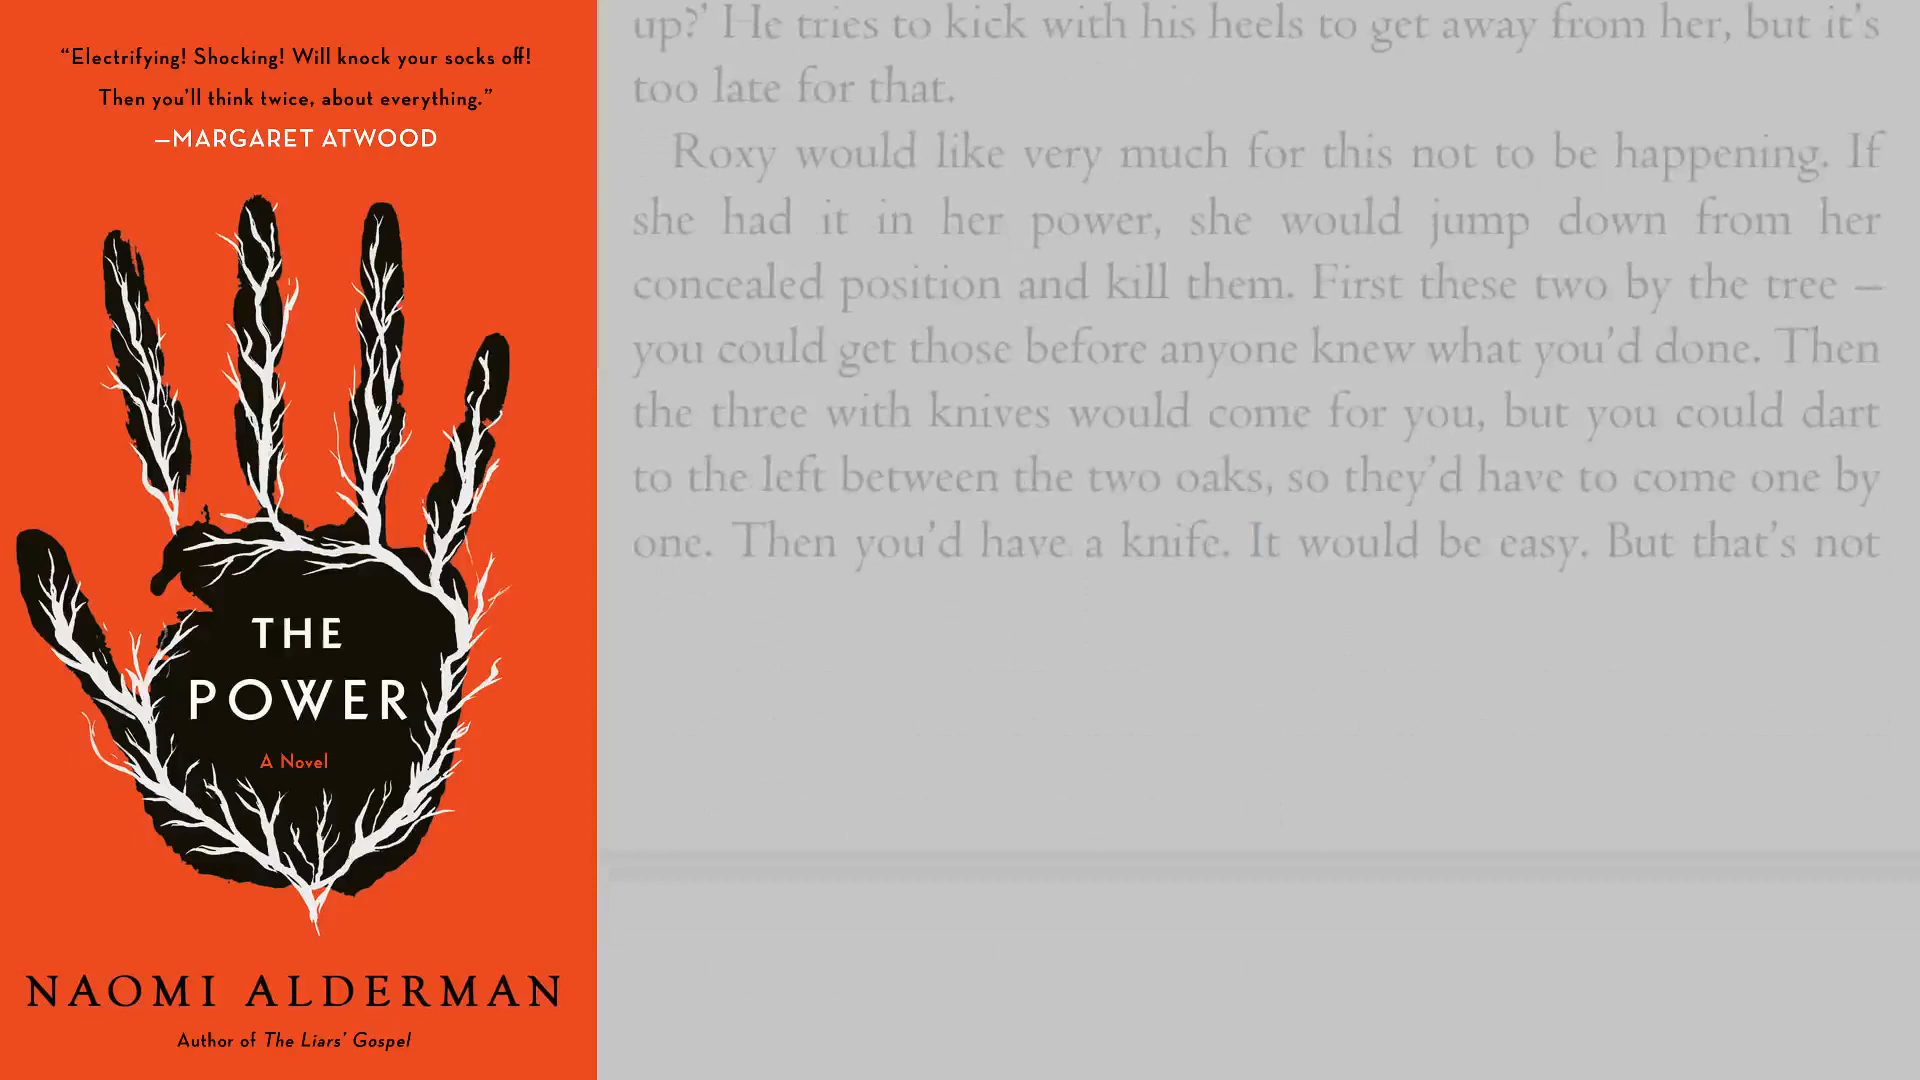 “Electrifying! Shocking! Will knock your socks off!
Then you’ll think twice, about everything.”
—MARGARET ATWOOD
THE
POWER
A Novel
NAOMI ALDERMAN
Author of The Liars’ Gospel
up?’ He tries to kick with his heels to get away from her, but it’s
too late for that.
Roxy would like very much for this not to be happening. If
she had it in her power, she would jump down from her
concealed position and kill them. First these two by the tree –
you could get those before anyone knew what you’d done. Then
the three with knives would come for you, but you could dart
to the left between the two oaks, so they’d have to come one by
one. Then you’d have a knife. It would be easy. But that’s not